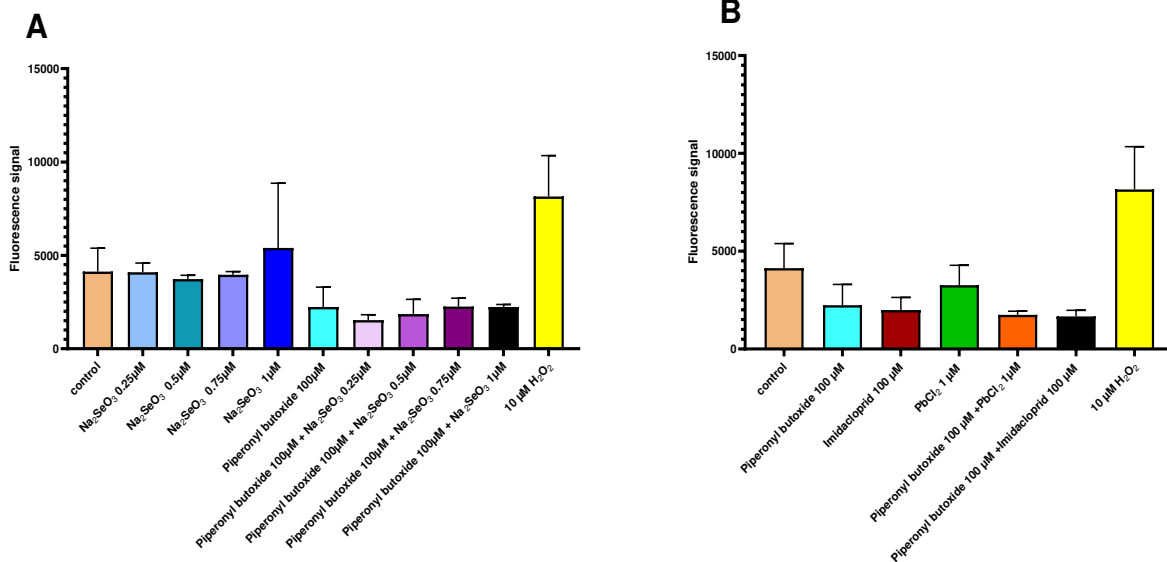 A
15000
10000
5000
0
Fluorescence signal
control
Na₂SeO₃ 0.25µM
Na₂SeO₃ 0.5µM
Na₂SeO₃ 0.75µM
Na₂SeO₃ 1µM
Piperonyl butoxide 100µM
Piperonyl butoxide 100µM + Na₂SeO₃ 0.25µM
Piperonyl butoxide 100µM + Na₂SeO₃ 0.5µM
Piperonyl butoxide 100µM + Na₂SeO₃ 0.75µM
Piperonyl butoxide 100µM + Na₂SeO₃ 1µM
10 µM H₂O₂
B
15000
10000
5000
0
Fluorescence signal
control
Piperonyl butoxide 100 µM
Imidacloprid 100 µM
PbCl₂ 1 µM
Piperonyl butoxide 100 µM +PbCl₂ 1µM
Piperonyl butoxide 100 µM +Imidacloprid 100 µM
10 µM H₂O₂